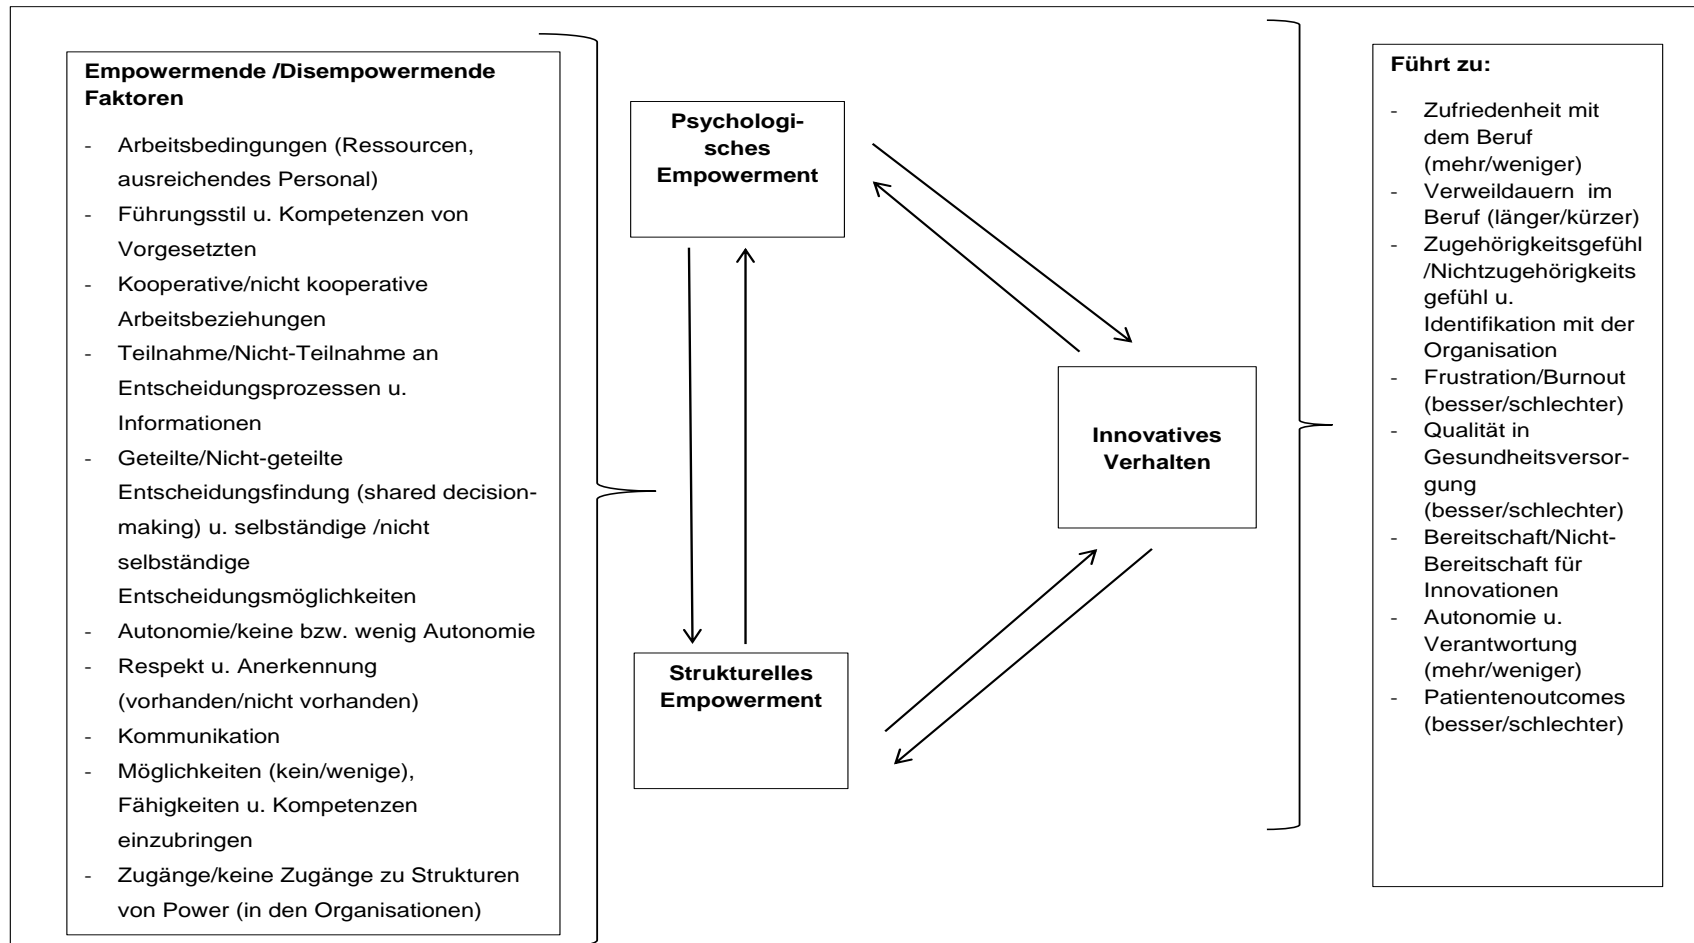 Empowermende /Disempowermende
Faktoren
- Arbeitsbedingungen (Ressourcen,
ausreichendes Personal)
- Führungsstil u. Kompetenzen von
Vorgesetzten
- Kooperative/nicht kooperative
Arbeitsbeziehungen
- Teilnahme/Nicht-Teilnahme an
Entscheidungsprozessen u.
Informationen
- Geteilte/Nicht-geteilte
Entscheidungsfindung (shared decision-
making) u. selbständige /nicht
selbständige
Entscheidungsmöglichkeiten
- Autonomie/keine bzw. wenig Autonomie
- Respekt u. Anerkennung
(vorhanden/nicht vorhanden)
- Kommunikation
- Möglichkeiten (kein/wenige),
Fähigkeiten u. Kompetenzen
einzubringen
- Zugänge/keine Zugänge zu Strukturen
von Power (in den Organisationen)
Psychologi-
sches
Empowerment
Strukturelles
Empowerment
Innovatives
Verhalten
Führt zu:
- Zufriedenheit mit
dem Beruf
(mehr/weniger)
- Verweildauern im
Beruf (länger/kürzer)
- Zugehörigkeitsgefühl
/Nichtzugehörigkeits
gefühl u.
Identifikation mit der
Organisation
- Frustration/Burnout
(besser/schlechter)
- Qualität in
Gesundheitsversor-
gung
(besser/schlechter)
- Bereitschaft/Nicht-
Bereitschaft für
Innovationen
- Autonomie u.
Verantwortung
(mehr/weniger)
- Patientenoutcomes
(besser/schlechter)